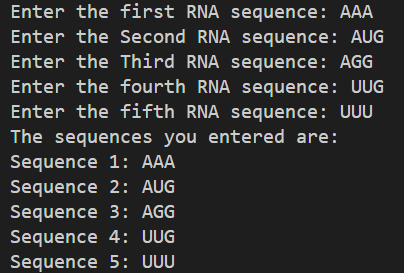 Enter the first RNA sequence: AAA
Enter the Second RNA sequence: AUG
Enter the Third RNA sequence: AGG
Enter the fourth RNA sequence: UUG
Enter the fifth RNA sequence: UUU
The sequences you entered are:
Sequence 1: AAA
Sequence 2: AUG
Sequence 3: AGG
Sequence 4: UUG
Sequence 5: UUU